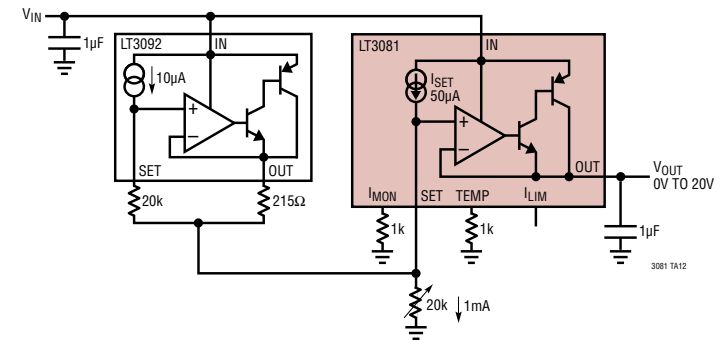 VIN
1µF
LT3092
IN
10µA
+
–
SET
OUT
20k
215Ω
LT3081
IN
ISET
50µA
+
–
OUT
IMON
SET
TEMP
ILIM
1k
1k
VOUT
0V TO 20V
1µF
3081 TA12
20k
1mA